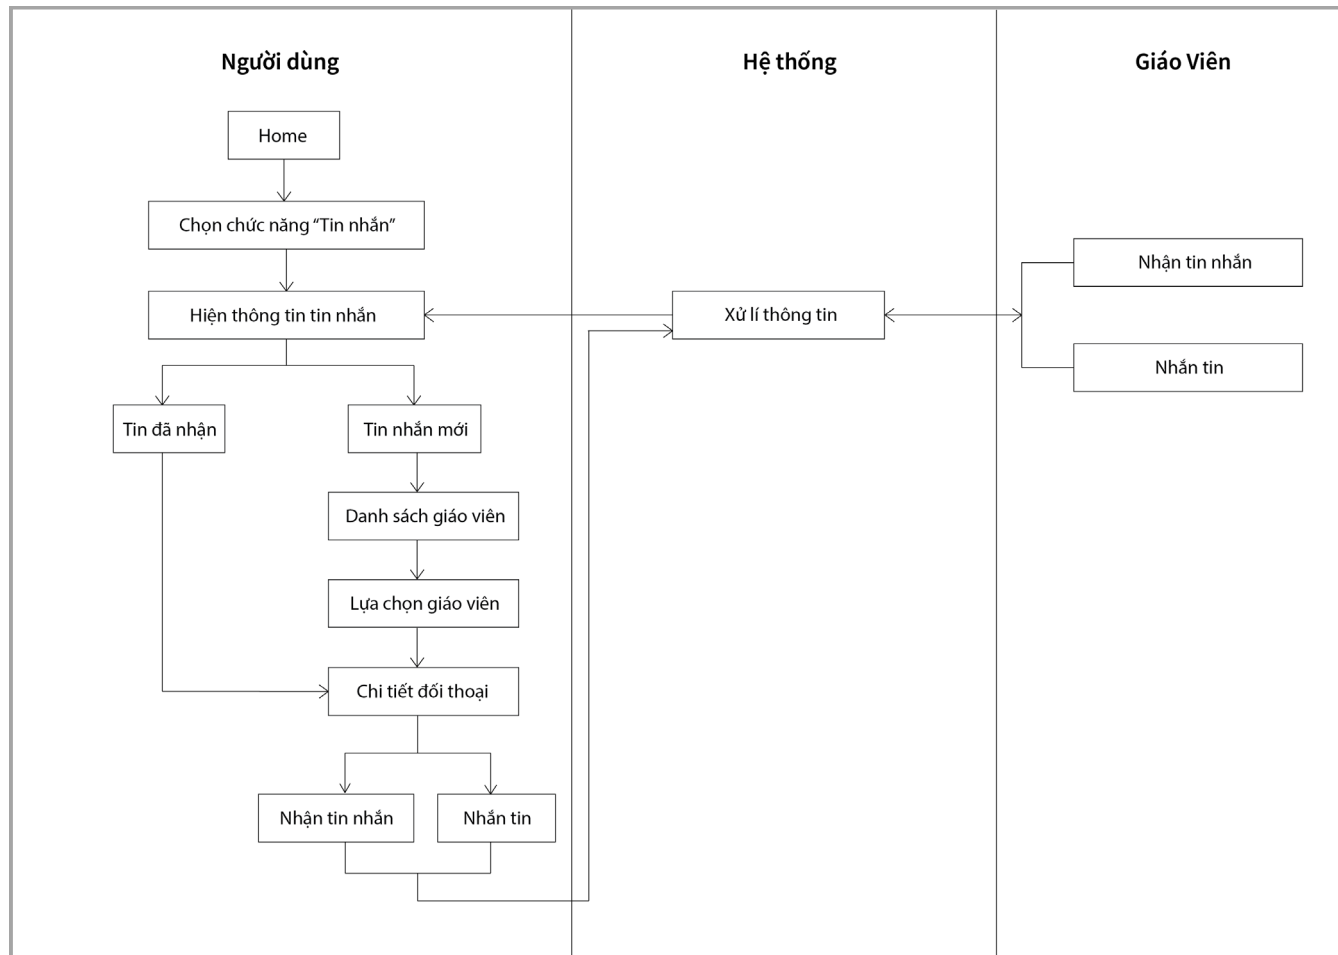 Người dùng
Hệ thống
Giáo Viên
Home
Chọn chức năng “Tin nhắn”
Hiện thông tin tin nhắn
Xử lí thông tin
Nhận tin nhắn
Nhắn tin
Tin đã nhận
Tin nhắn mới
Danh sách giáo viên
Lựa chọn giáo viên
Chi tiết đối thoại
Nhận tin nhắn
Nhắn tin